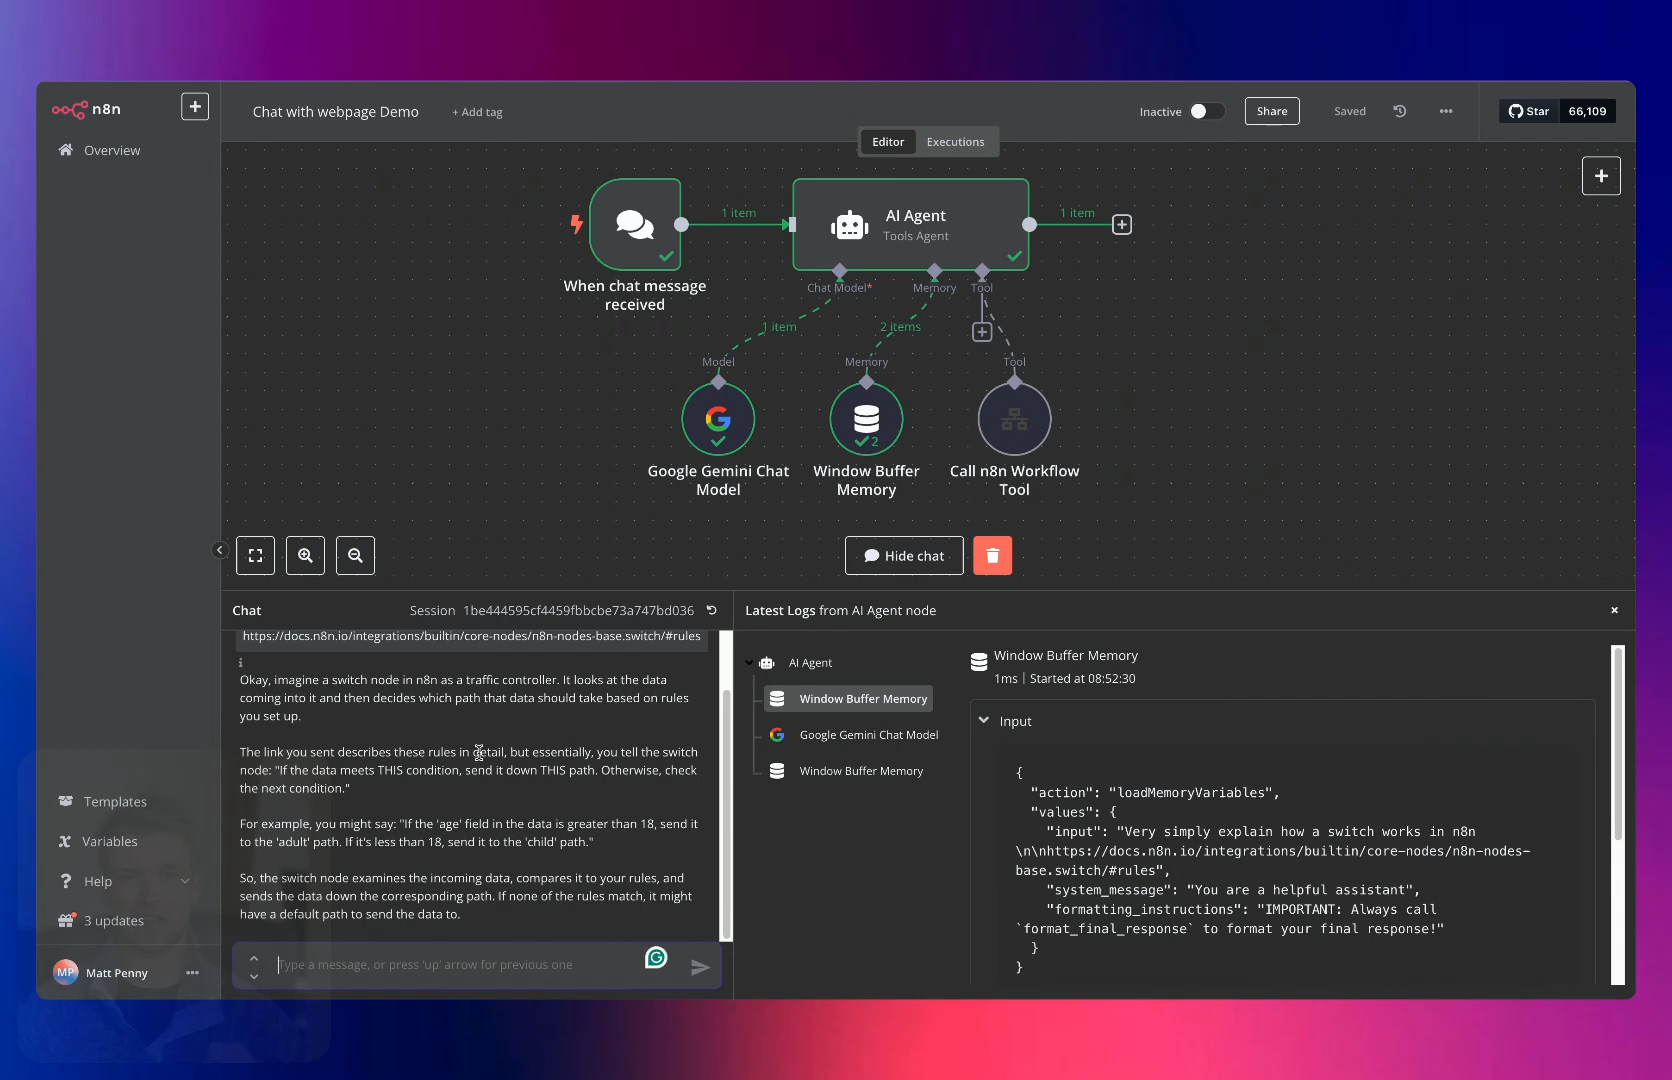 n8n
Overview
Templates
Variables
Help
3 updates
MP
Matt Penny
Chat with webpage Demo
+ Add tag
Inactive
Share
Saved
Star
66,109
Editor
Executions
1 item
AI Agent
Tools Agent
1 item
When chat message
received
Chat Model*
Memory
Tool
1 item
2 items
Model
Memory
Tool
2
Google Gemini Chat
Model
Window Buffer
Memory
Call n8n Workflow
Tool
Hide chat
Chat
Session 1be444595cf4459fbbcbe73a747bd036
https://docs.n8n.io/integrations/builtin/core-nodes/n8n-nodes-base.switch/#rules
Okay, imagine a switch node in n8n as a traffic controller. It looks at the data
coming into it and then decides which path that data should take based on rules
you set up.
The link you sent describes these rules in detail, but essentially, you tell the switch
node: "If the data meets THIS condition, send it down THIS path. Otherwise, check
the next condition."
For example, you might say: "If the 'age' field in the data is greater than 18, send it
to the 'adult' path. If it's less than 18, send it to the 'child' path."
So, the switch node examines the incoming data, compares it to your rules, and
sends the data down the corresponding path. If none of the rules match, it might
have a default path to send the data to.
Type a message, or press 'up' arrow for previous one
Latest Logs from AI Agent node
AI Agent
Window Buffer Memory
Google Gemini Chat Model
Window Buffer Memory
Window Buffer Memory
1ms | Started at 08:52:30
Input
{
"action": "loadMemoryVariables",
"values": {
"input": "Very simply explain how a switch works in n8n
\n\nhttps://docs.n8n.io/integrations/builtin/core-nodes/n8n-nodes-
base.switch/#rules",
"system_message": "You are a helpful assistant",
"formatting_instructions": "IMPORTANT: Always call
`format_final_response` to format your final response!"
}
}